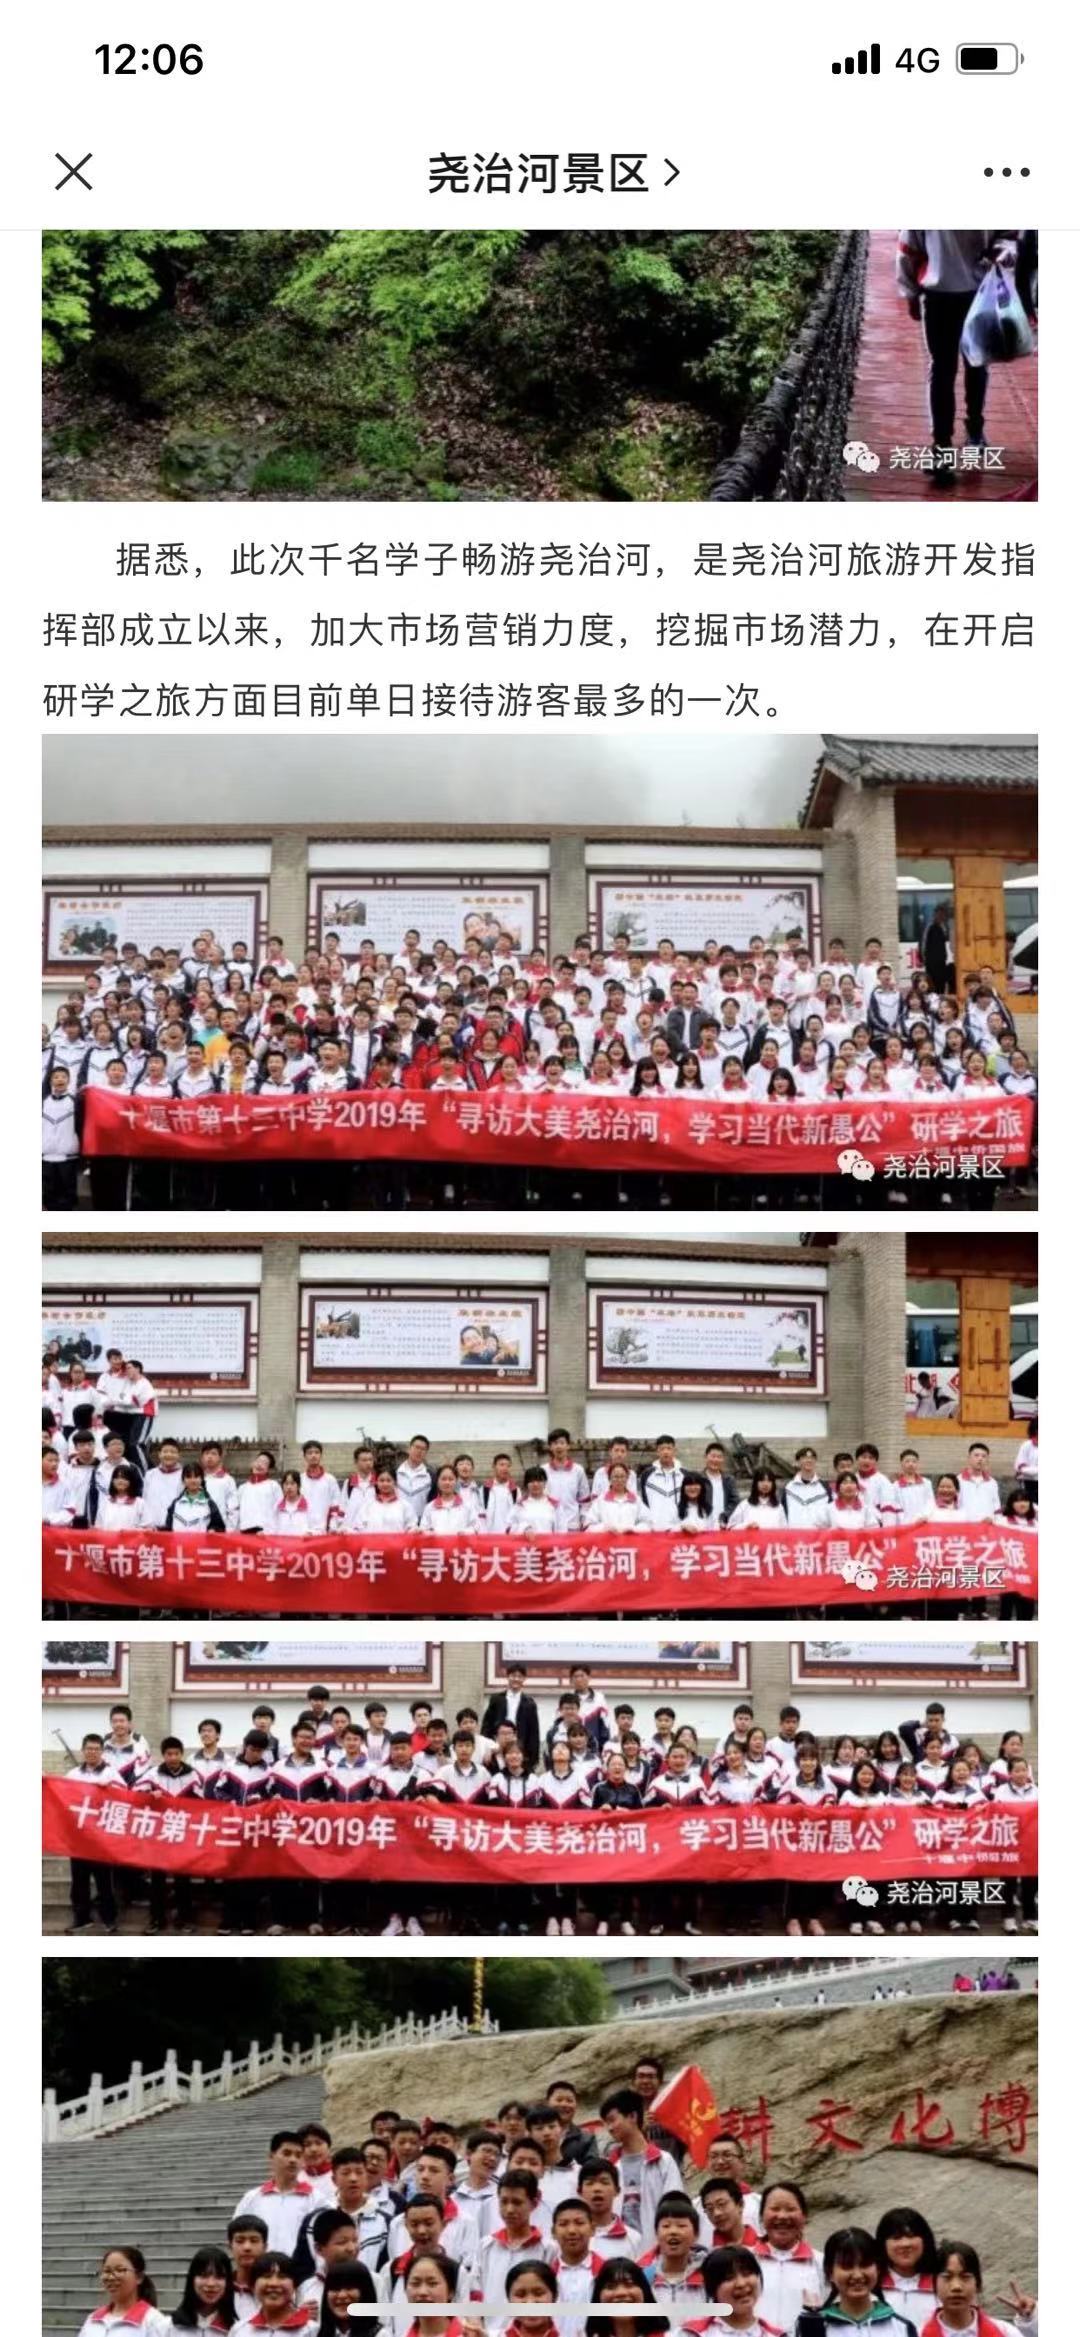 12:06
4G
尧治河景区
尧治河景区
据悉，此次千名学子畅游尧治河，是尧治河旅游开发指
挥部成立以来，加大市场营销力度，挖掘市场潜力，在开启
研学之旅方面目前单日接待游客最多的一次。
十堰市第十三中学2019年“寻访大美尧治河，学习当代新愚公”研学之旅
尧治河景区
十堰市第十三中学2019年“寻访大美尧治河，学习当代新愚公”研学之旅
尧治河景区
十堰市第十三中学2019年“寻访大美尧治河，学习当代新愚公”研学之旅
尧治河景区
耕文化博